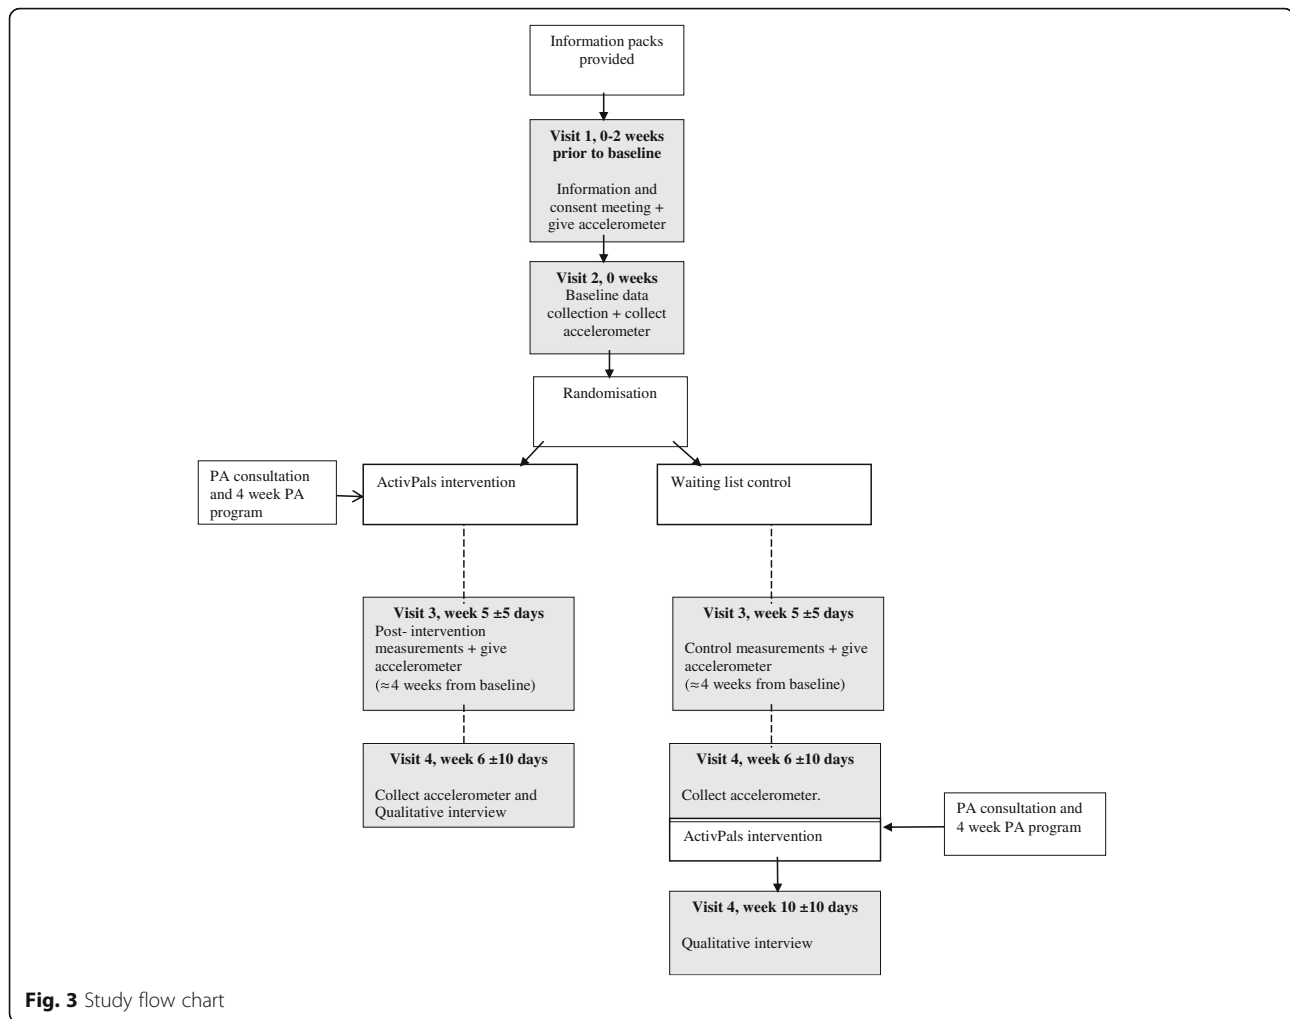 Information packs
provided
Visit 1, 0-2 weeks
prior to baseline
Information and
consent meeting +
give accelerometer
Visit 2, 0 weeks
Baseline data
collection + collect
accelerometer
Randomisation
PA consultation
and 4 week PA
program
ActivPals intervention
Waiting list control
Visit 3, week 5 ±5 days
Post- intervention
measurements + give
accelerometer
(≈4 weeks from baseline)
Visit 3, week 5 ±5 days
Control measurements + give
accelerometer
(≈4 weeks from baseline)
Visit 4, week 6 ±10 days
Collect accelerometer and
Qualitative interview
Visit 4, week 6 ±10 days
Collect accelerometer.
ActivPals intervention
PA consultation and
4 week PA program
Visit 4, week 10 ±10 days
Qualitative interview
Fig. 3 Study flow chart